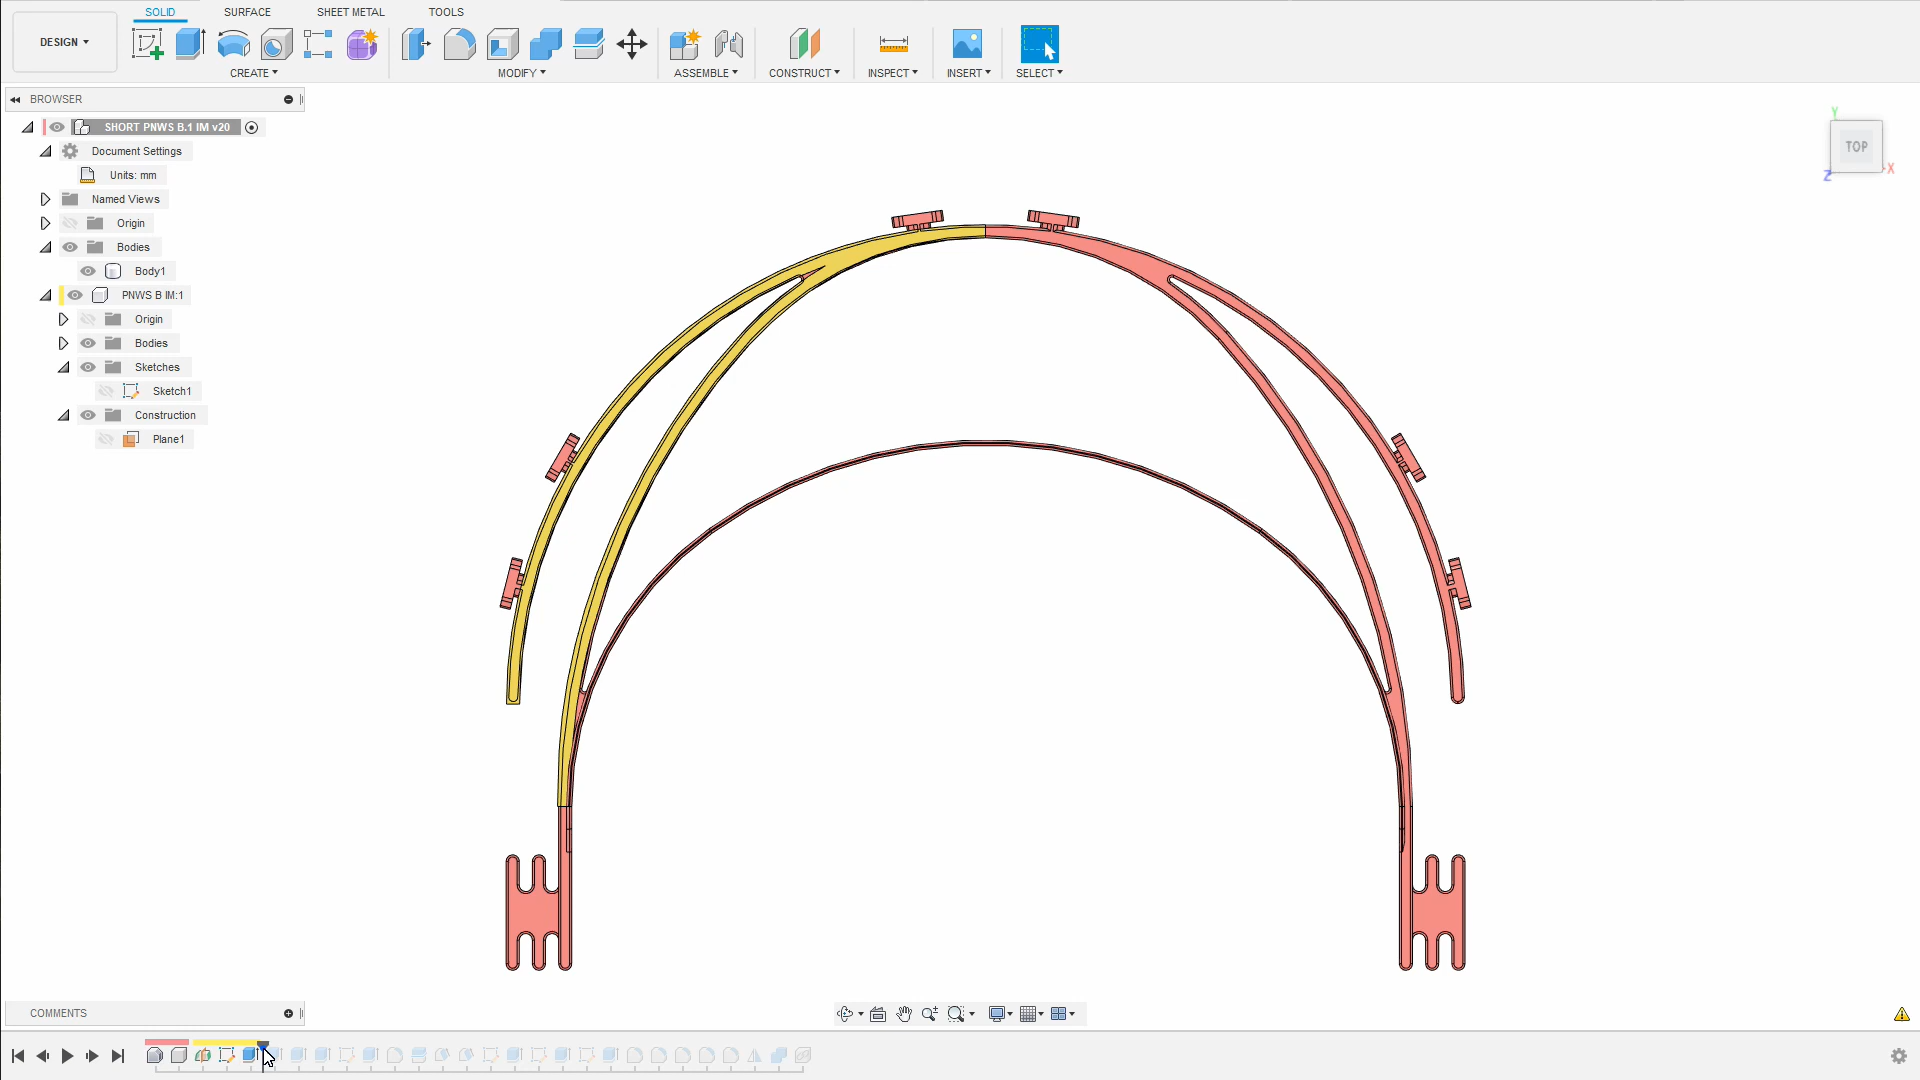 SOLID SURFACE SHEET METAL TOOLS
DESIGN
CREATE MODIFY ASSEMBLE CONSTRUCT INSPECT INSERT SELECT
BROWSER
SHORT PNWS B.1 IM v20
Document Settings
Units: mm
Named Views
Origin
Bodies
Body1
PNWS B IM:1
Origin
Bodies
Sketches
Sketch1
Construction
Plane1
Y
TOP
X
Z
COMMENTS